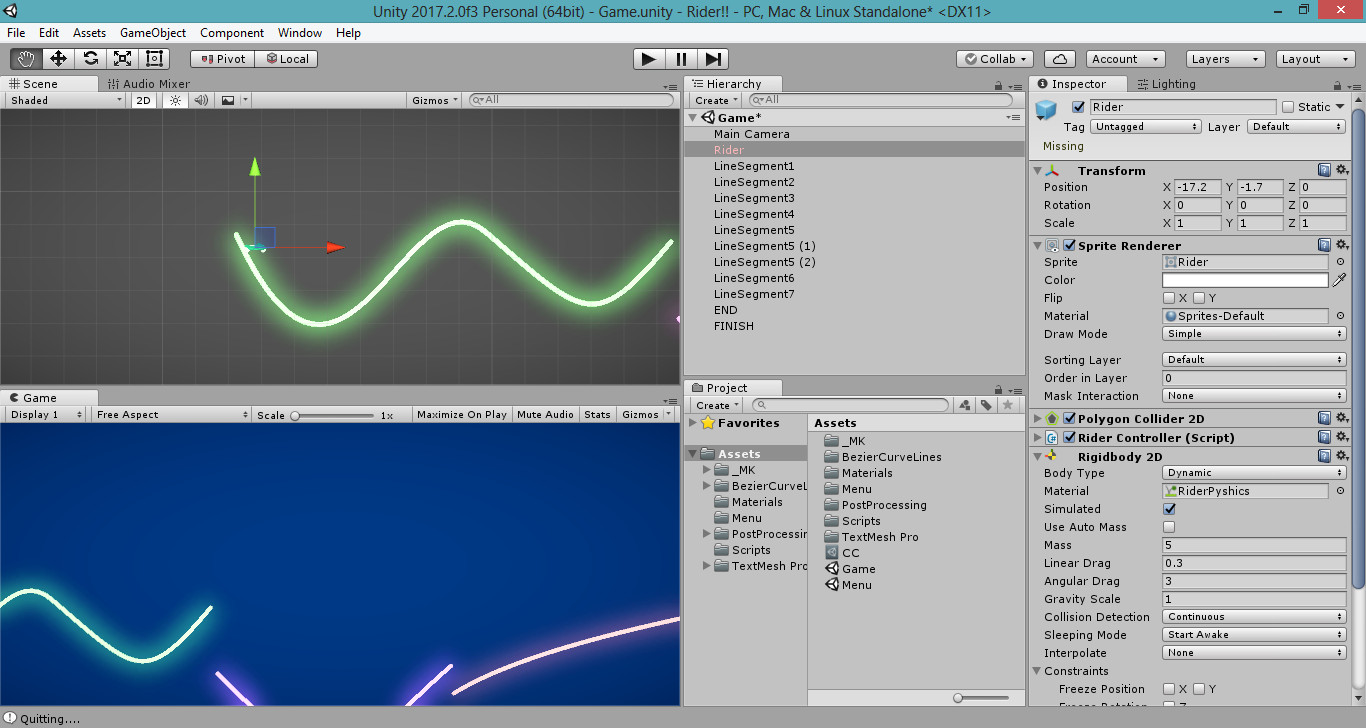 Unity 2017.2.0f3 Personal (64bit) - Game.unity - Rider!! - PC, Mac & Linux Standalone* <DX11>
File Edit Assets GameObject Component Window Help
Pivot Local Collab Account Layers Layout
Scene Audio Mixer
Shaded 2D Gizmos All
Game
Display 1 Free Aspect Scale 1x Maximize On Play Mute Audio Stats Gizmos
Quitting....
Hierarchy
Create All
Game*
Main Camera
Rider
LineSegment1
LineSegment2
LineSegment3
LineSegment4
LineSegment5
LineSegment5 (1)
LineSegment5 (2)
LineSegment6
LineSegment7
END
FINISH
Project
Create
Favorites
Assets
_MK
BezierCurveL
Materials
Menu
PostProcessin
Scripts
TextMesh Pro
Assets
_MK
BezierCurveLines
Materials
Menu
PostProcessing
Scripts
TextMesh Pro
CC
Game
Menu
Inspector Lighting
Rider Static
Tag Untagged Layer Default
Missing
Transform
Position X -17.2 Y -1.7 Z 0
Rotation X 0 Y 0 Z 0
Scale X 1 Y 1 Z 1
Sprite Renderer
Sprite Rider
Color
Flip X Y
Material Sprites-Default
Draw Mode Simple
Sorting Layer Default
Order in Layer 0
Mask Interaction None
Polygon Collider 2D
Rider Controller (Script)
Rigidbody 2D
Body Type Dynamic
Material RiderPyshics
Simulated
Use Auto Mass
Mass 5
Linear Drag 0.3
Angular Drag 3
Gravity Scale 1
Collision Detection Continuous
Sleeping Mode Start Awake
Interpolate None
Constraints
Freeze Position X Y
Freeze Rotation Z